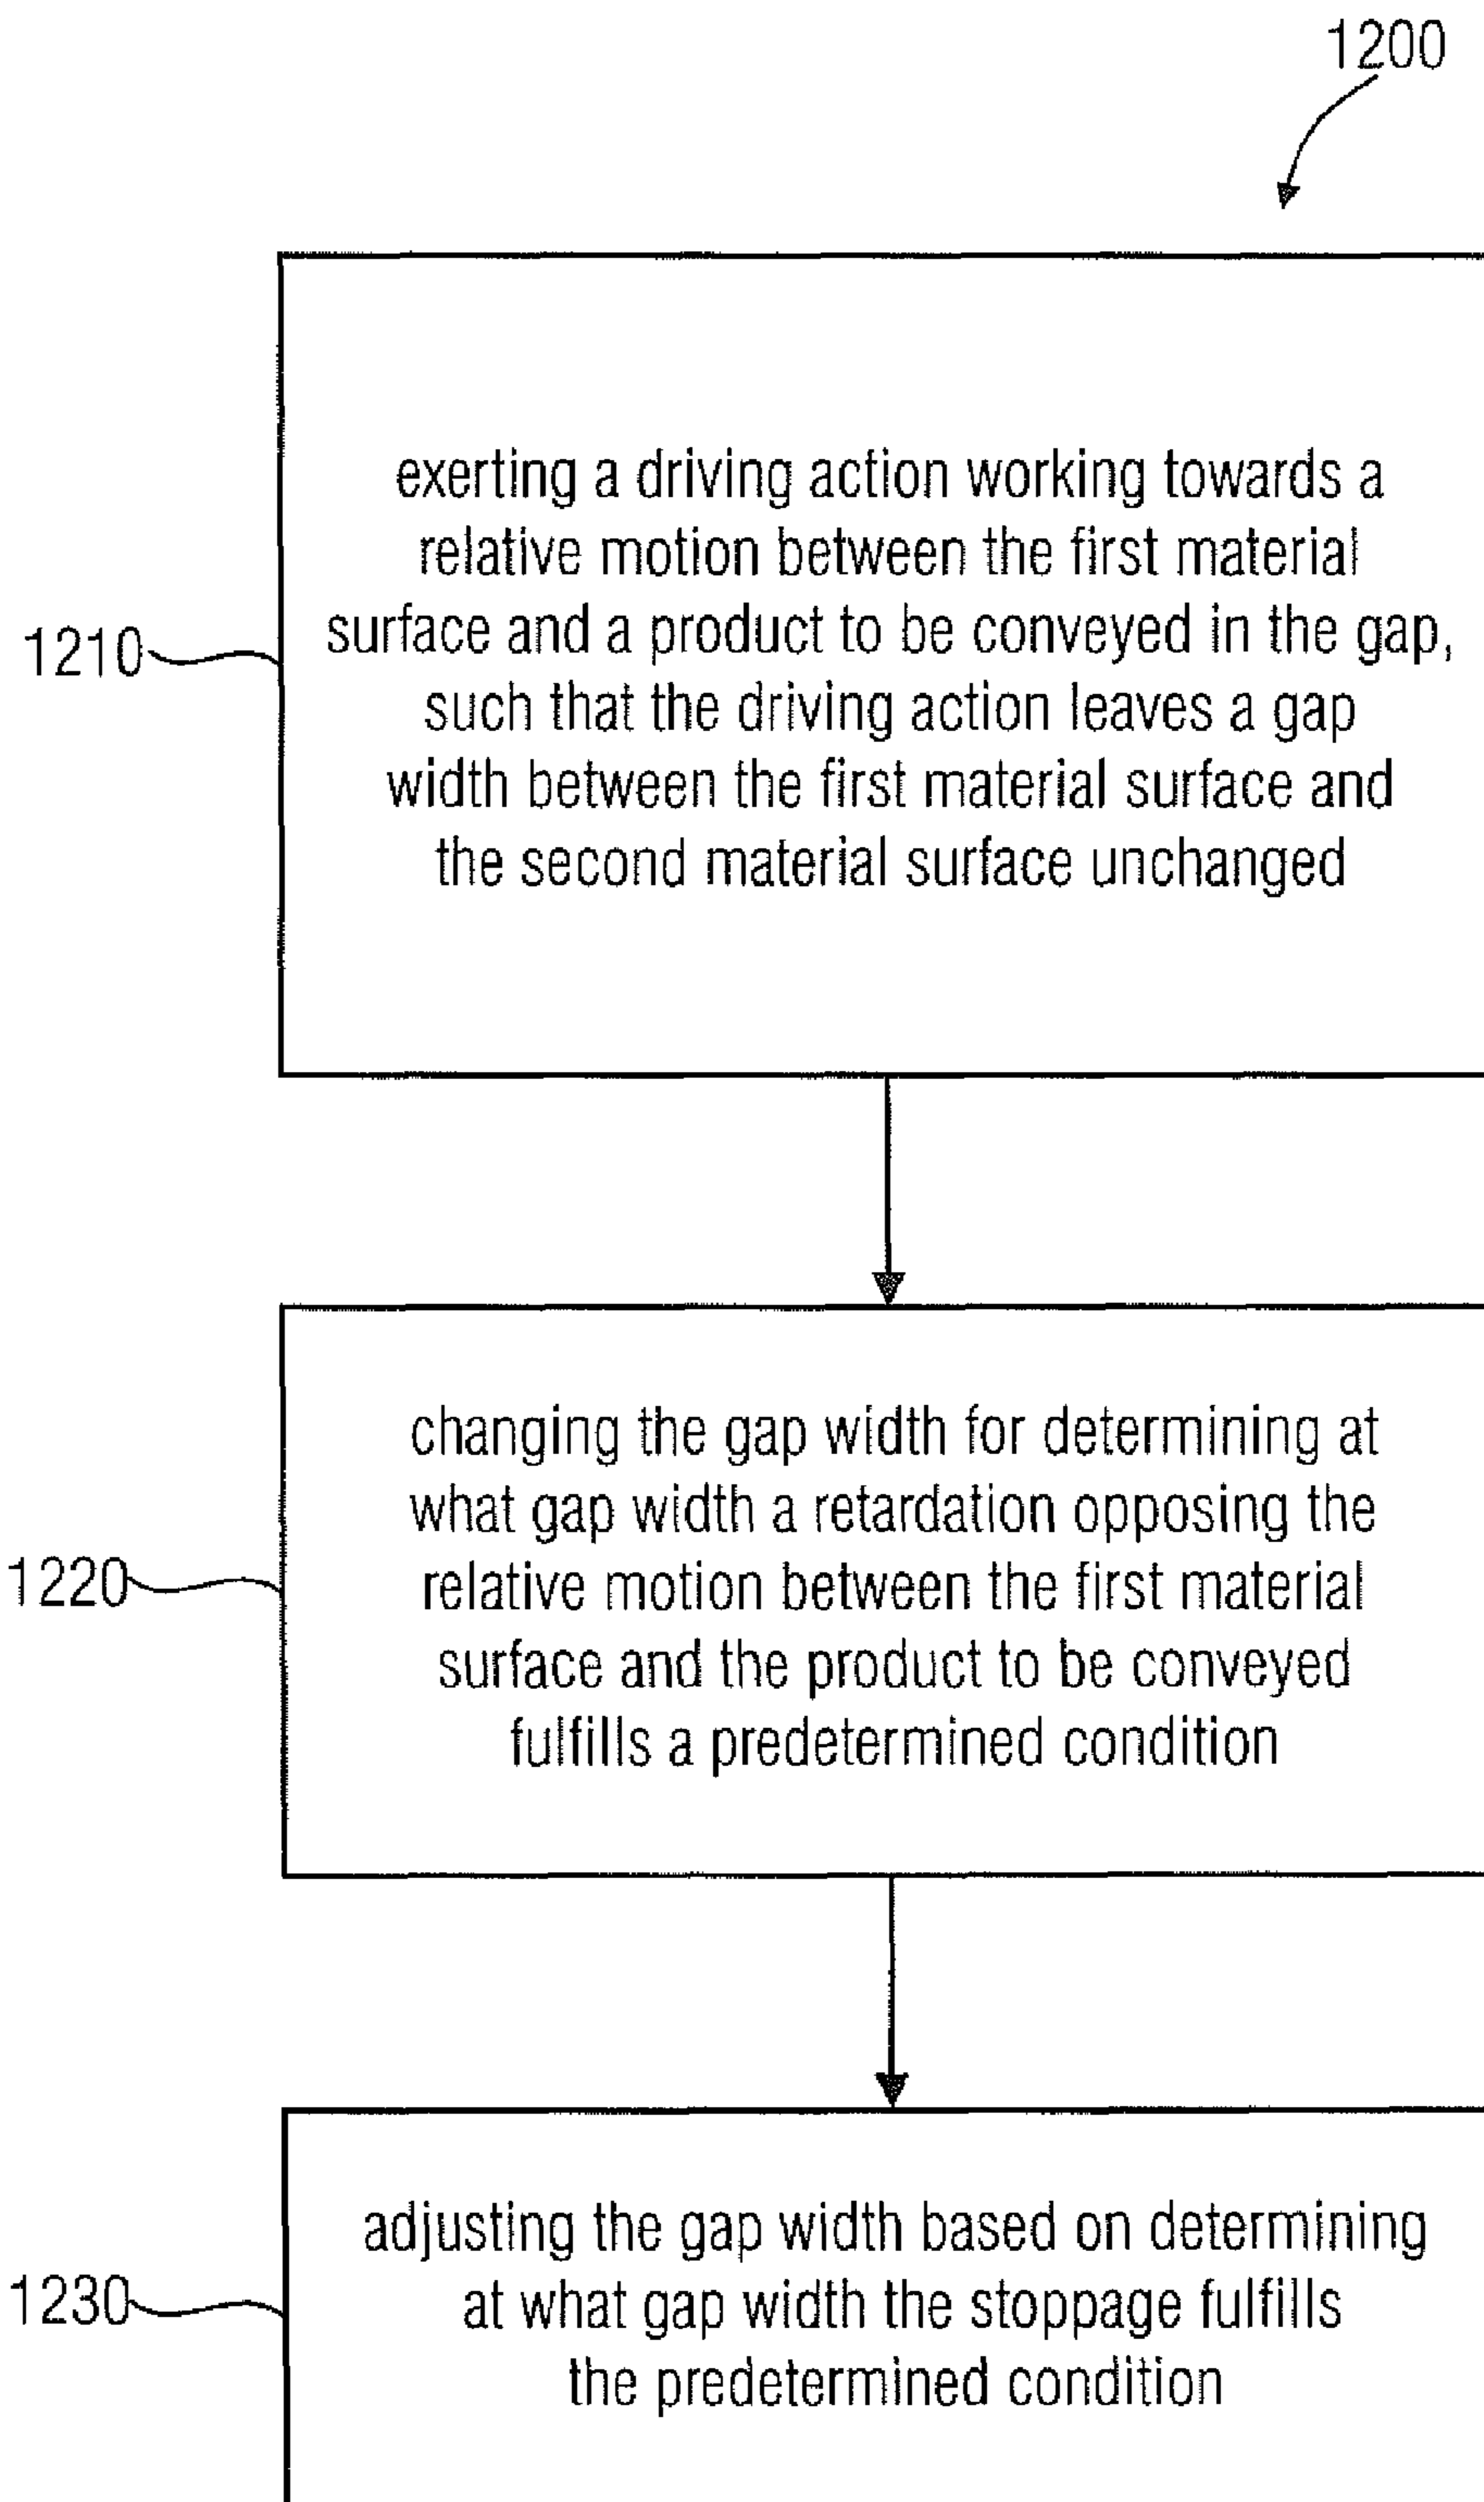 1200
exerting a driving action working towards a
relative motion between the first material
surface and a product to be conveyed in the gap,
such that the driving action leaves a gap
width between the first material surface and
the second material surface unchanged
1210
changing the gap width for determining at
what gap width a retardation opposing the
relative motion between the first material
surface and the product to be conveyed
fulfills a predetermined condition
1220
adjusting the gap width based on determining
at what gap width the stoppage fulfills
the predetermined condition
1230